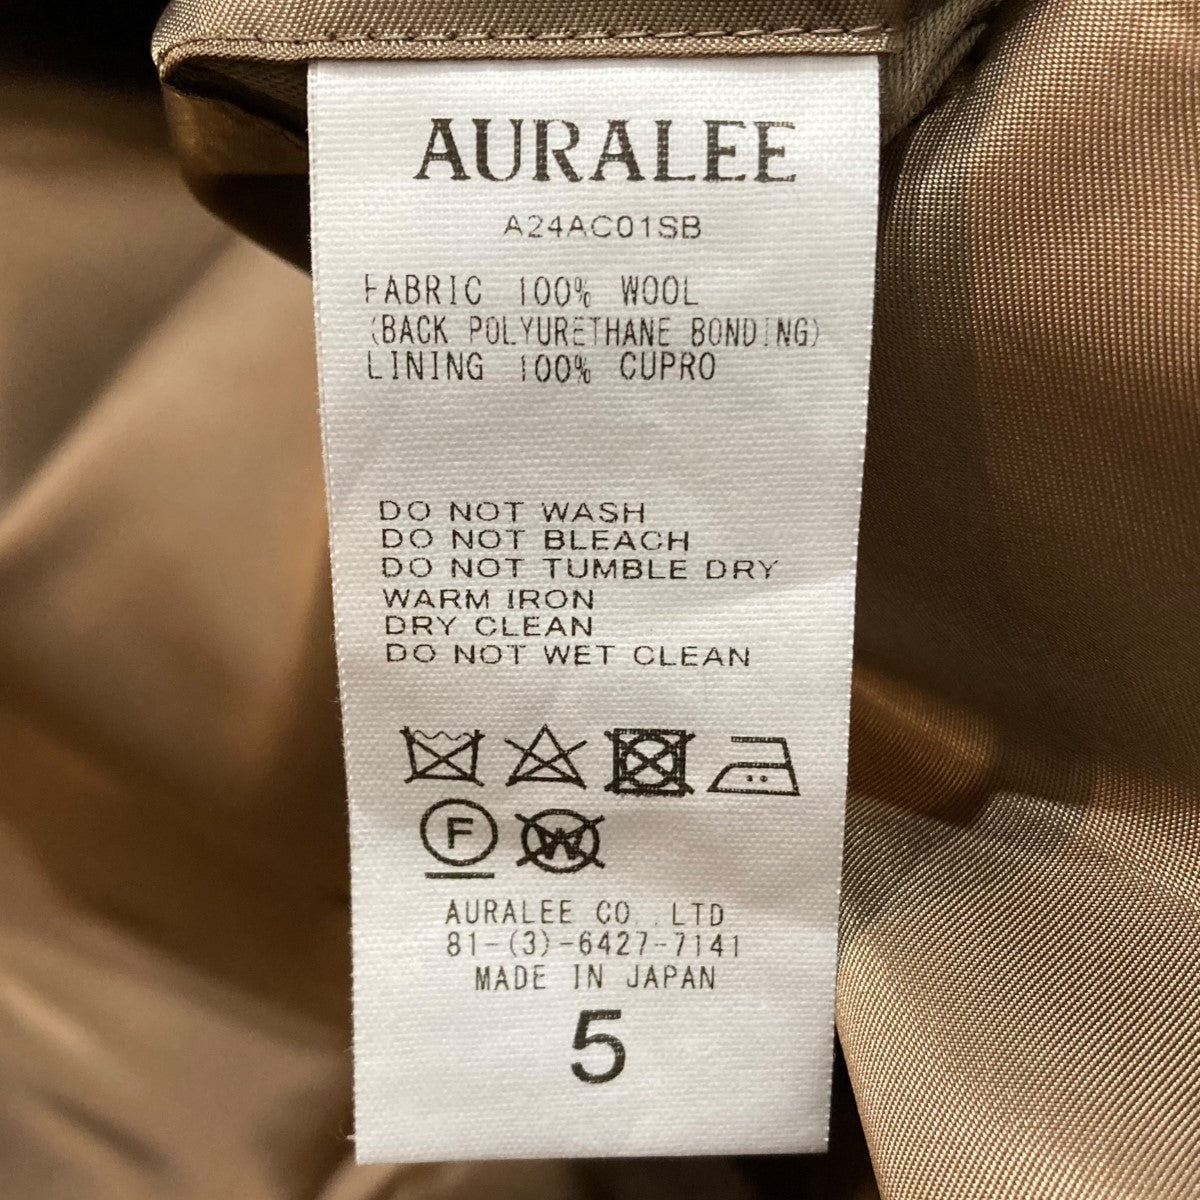 AURALEE
A24AC01SB
FABRIC 100% WOOL
(BACK POLYURETHANE BONDING)
LINING 100% CUPRO
DO NOT WASH
DO NOT BLEACH
DO NOT TUMBLE DRY
WARM IRON
DRY CLEAN
DO NOT WET CLEAN
F W
AURALEE CO.,LTD
81-(3)-6427-7141
MADE IN JAPAN
5